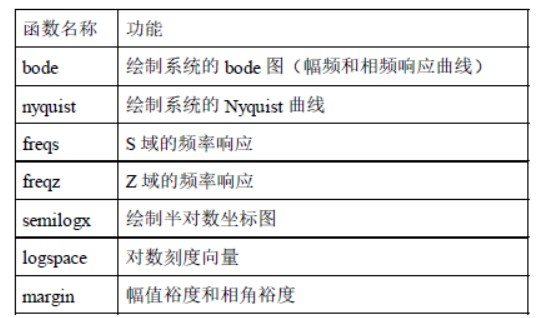 函数名称 功能
bode 绘制系统的 bode 图（幅频和相频响应曲线）
nyquist 绘制系统的 Nyquist 曲线
freqs S 域的频率响应
freqz Z 域的频率响应
semilogx 绘制半对数坐标图
logspace 对数刻度向量
margin 幅值裕度和相角裕度